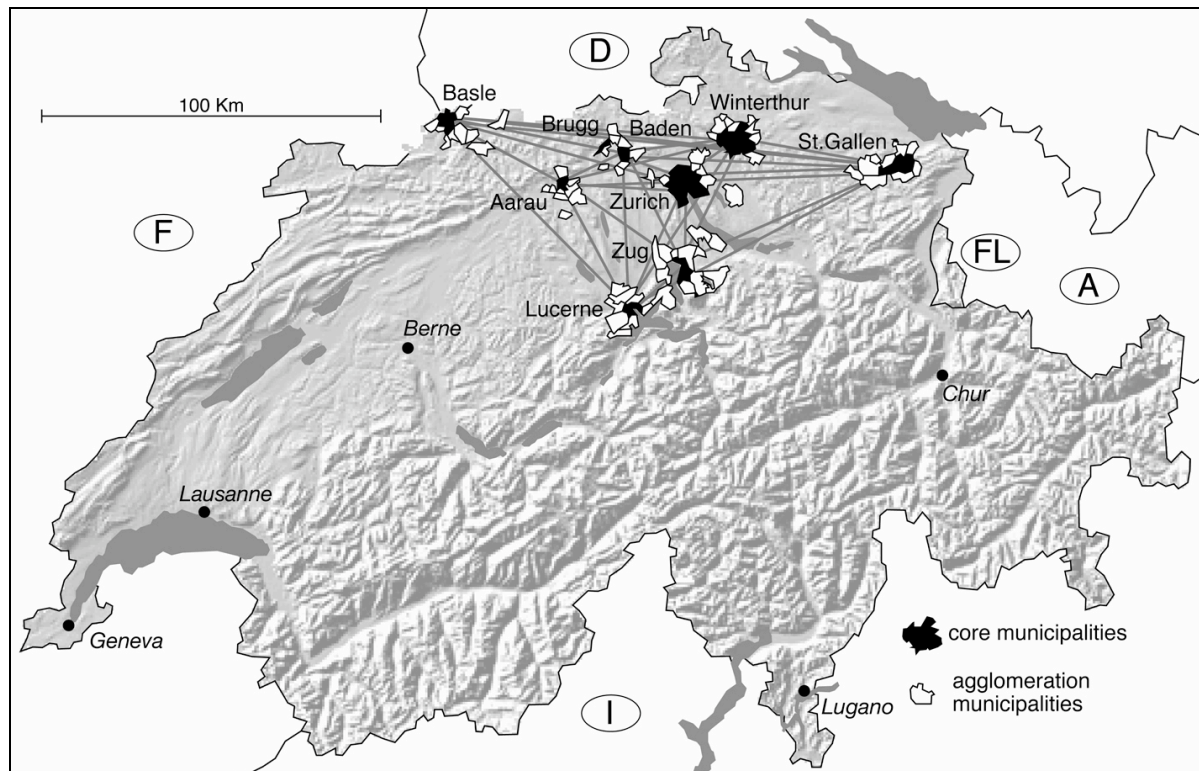 D
100 Km
Basle
Winterthur
Brugg
Baden
St.Gallen
Aarau
Zurich
F
Zug
FL
A
Lucerne
Berne
Chur
Lausanne
Geneva
core municipalities
agglomeration
municipalities
Lugano
I